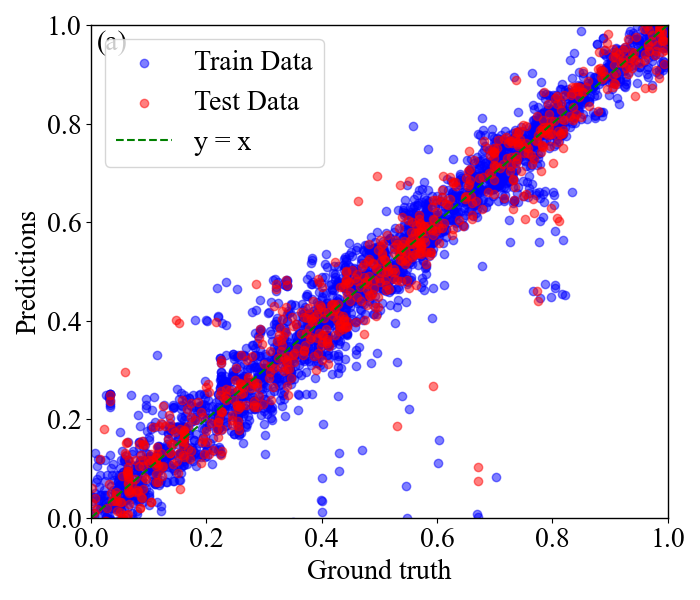 (a)
Train Data
Test Data
y = x
Predictions
1.0
0.8
0.6
0.4
0.2
0.0
0.0 0.2 0.4 0.6 0.8 1.0
Ground truth